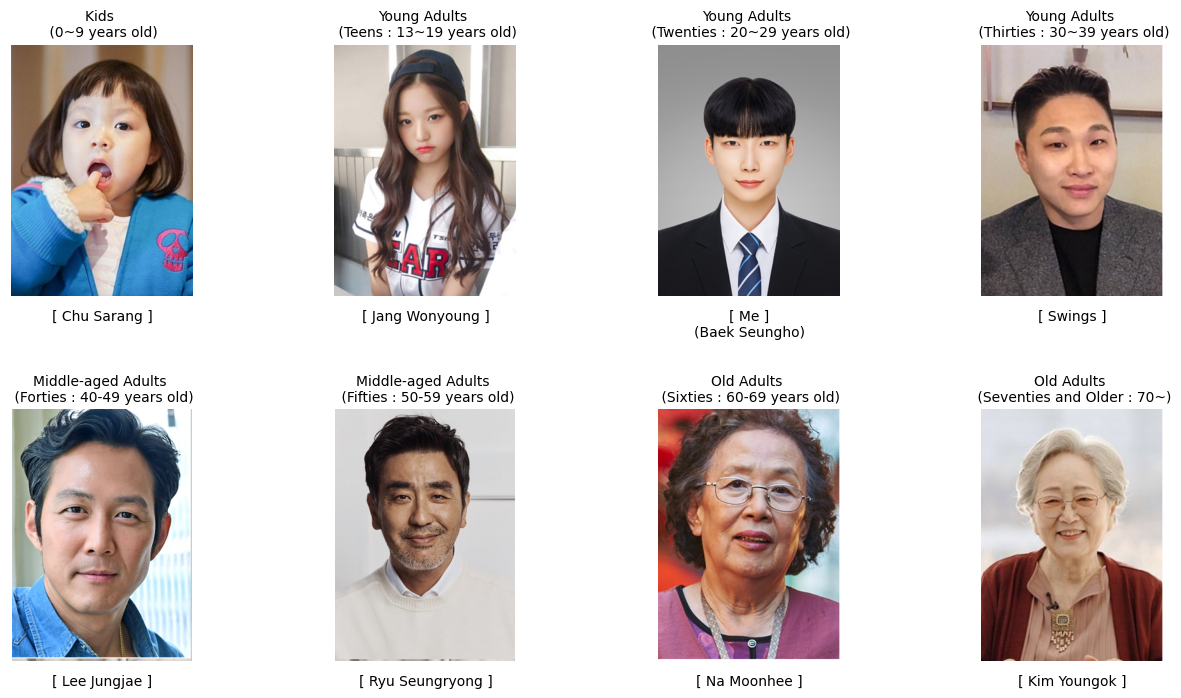 Kids
(0~9 years old)
Young Adults
(Teens : 13~19 years old)
Young Adults
(Twenties : 20~29 years old)
Young Adults
(Thirties : 30~39 years old)
EAR
[ Chu Sarang ]
[ Jang Wonyoung ]
[ Me ]
(Baek Seungho)
[ Swings ]
Middle-aged Adults
(Forties : 40-49 years old)
Middle-aged Adults
(Fifties : 50-59 years old)
Old Adults
(Sixties : 60-69 years old)
Old Adults
(Seventies and Older : 70~)
[ Lee Jungjae ]
[ Ryu Seungryong ]
[ Na Moonhee ]
[ Kim Youngok ]